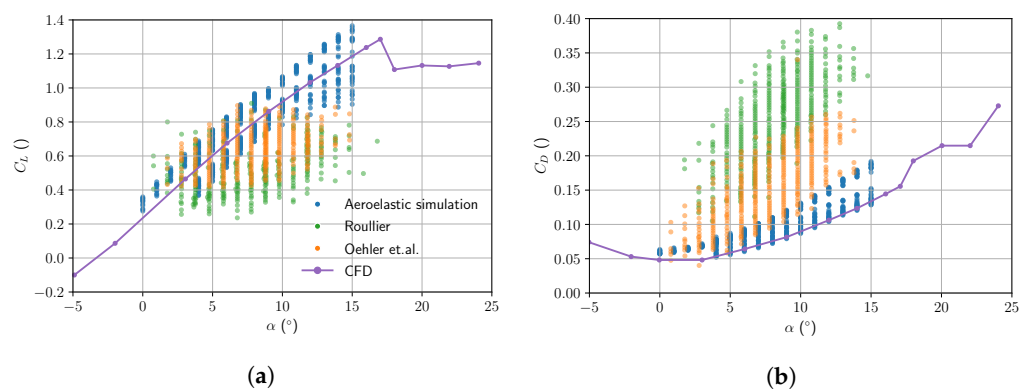 1.4
1.2
1.0
0.8
0.6
0.4
0.2
0.0
−0.2
C_L ()
−5 0 5 10 15 20 25
α (°)
Aeroelastic simulation
Roullier
Oehler et.al.
CFD
(a)
0.40
0.35
0.30
0.25
0.20
0.15
0.10
0.05
0.00
C_D ()
−5 0 5 10 15 20 25
α (°)
(b)